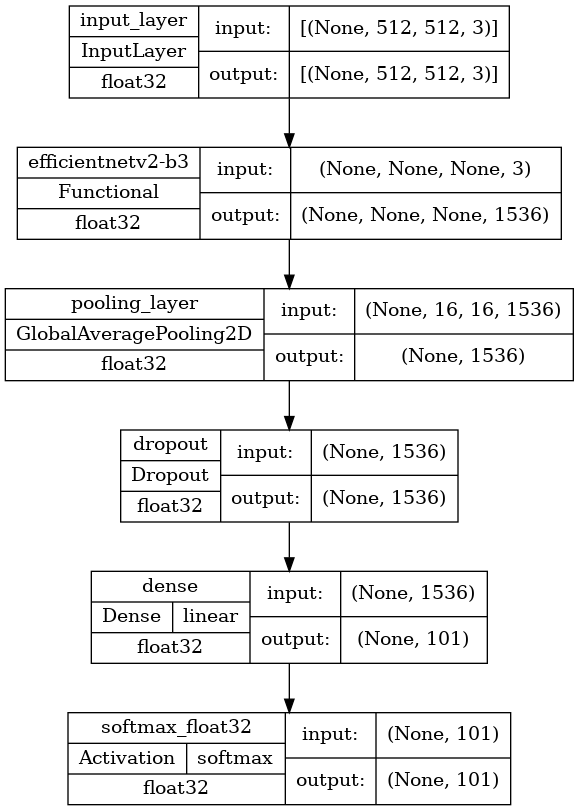 input_layer
InputLayer
float32
input:
[(None, 512, 512, 3)]
output:
[(None, 512, 512, 3)]
efficientnetv2-b3
Functional
float32
input:
(None, None, None, 3)
output:
(None, None, None, 1536)
pooling_layer
GlobalAveragePooling2D
float32
input:
(None, 16, 16, 1536)
output:
(None, 1536)
dropout
Dropout
float32
input:
(None, 1536)
output:
(None, 1536)
dense
Dense linear
float32
input:
(None, 1536)
output:
(None, 101)
softmax_float32
Activation softmax
float32
input:
(None, 101)
output:
(None, 101)